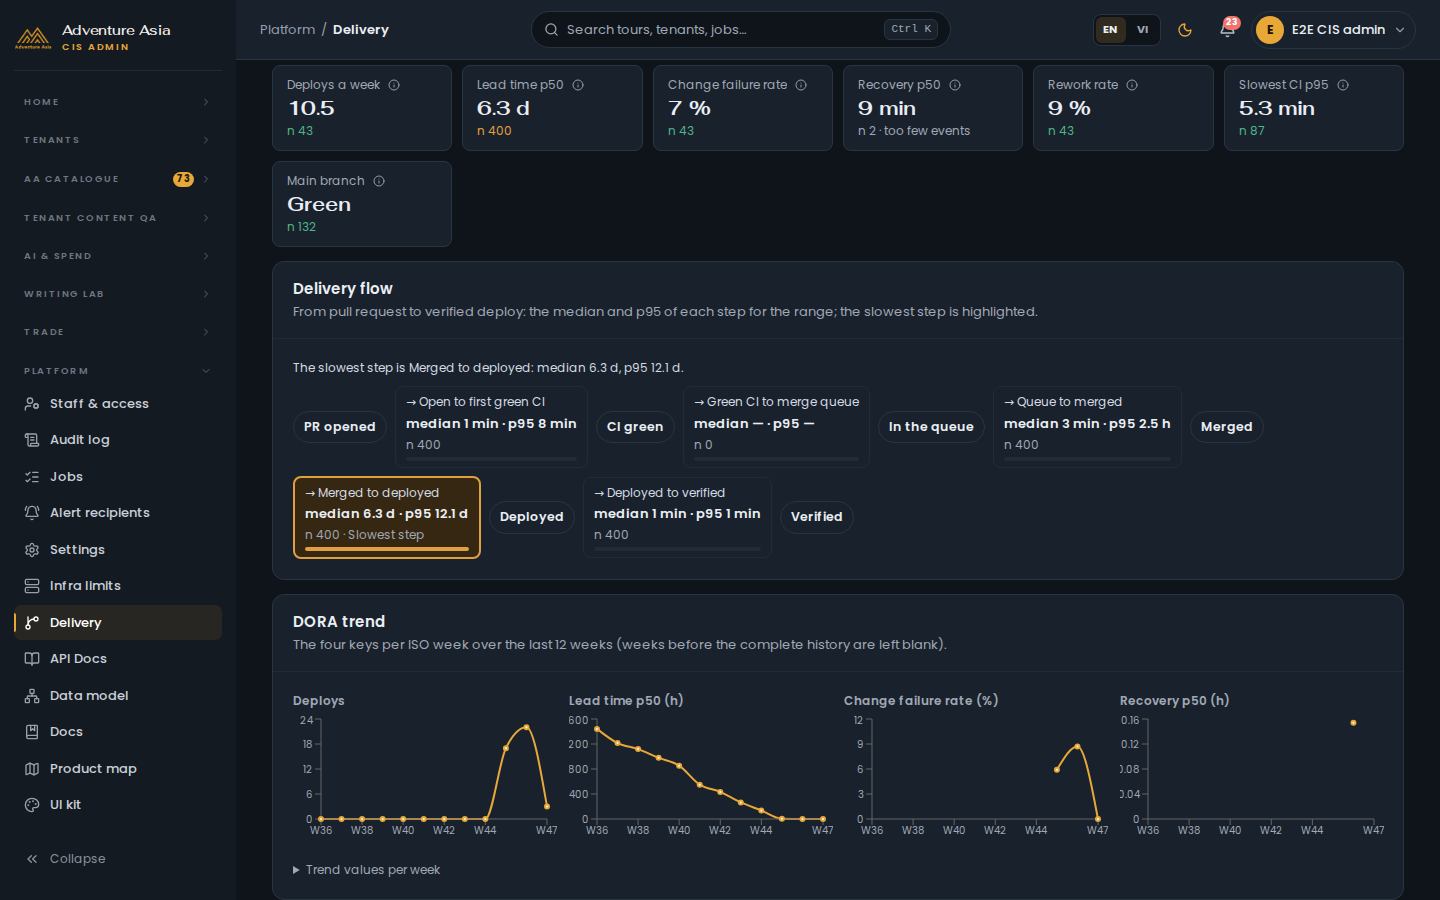 Adventure Asia
CIS ADMIN
Adventure Asia
Platform / Delivery
Search tours, tenants, jobs...
Ctrl K
EN
VI
23
E
E2E CIS admin
HOME
TENANTS
AA CATALOGUE
73
TENANT CONTENT QA
AI & SPEND
WRITING LAB
TRADE
PLATFORM
Staff & access
Audit log
Jobs
Alert recipients
Settings
Infra limits
Delivery
API Docs
Data model
Docs
Product map
UI kit
Collapse
Deploys a week
10.5
n 43
Lead time p50
6.3 d
n 400
Change failure rate
7 %
n 43
Recovery p50
9 min
n 2 · too few events
Rework rate
9 %
n 43
Slowest CI p95
5.3 min
n 87
Main branch
Green
n 132
Delivery flow
From pull request to verified deploy: the median and p95 of each step for the range; the slowest step is highlighted.
The slowest step is Merged to deployed: median 6.3 d, p95 12.1 d.
PR opened
→ Open to first green CI
median 1 min · p95 8 min
n 400
CI green
→ Green CI to merge queue
median — · p95 —
n 0
In the queue
→ Queue to merged
median 3 min · p95 2.5 h
n 400
Merged
→ Merged to deployed
median 6.3 d · p95 12.1 d
n 400 · Slowest step
Deployed
→ Deployed to verified
median 1 min · p95 1 min
n 400
Verified
DORA trend
The four keys per ISO week over the last 12 weeks (weeks before the complete history are left blank).
Deploys
24
18
12
6
0
W36 W38 W40 W42 W44 W47
Lead time p50 (h)
600
200
800
400
0
W36 W38 W40 W42 W44 W47
Change failure rate (%)
12
9
6
3
0
W36 W38 W40 W42 W44 W47
Recovery p50 (h)
0.16
0.12
0.08
0.04
0
W36 W38 W40 W42 W44 W47
▶ Trend values per week